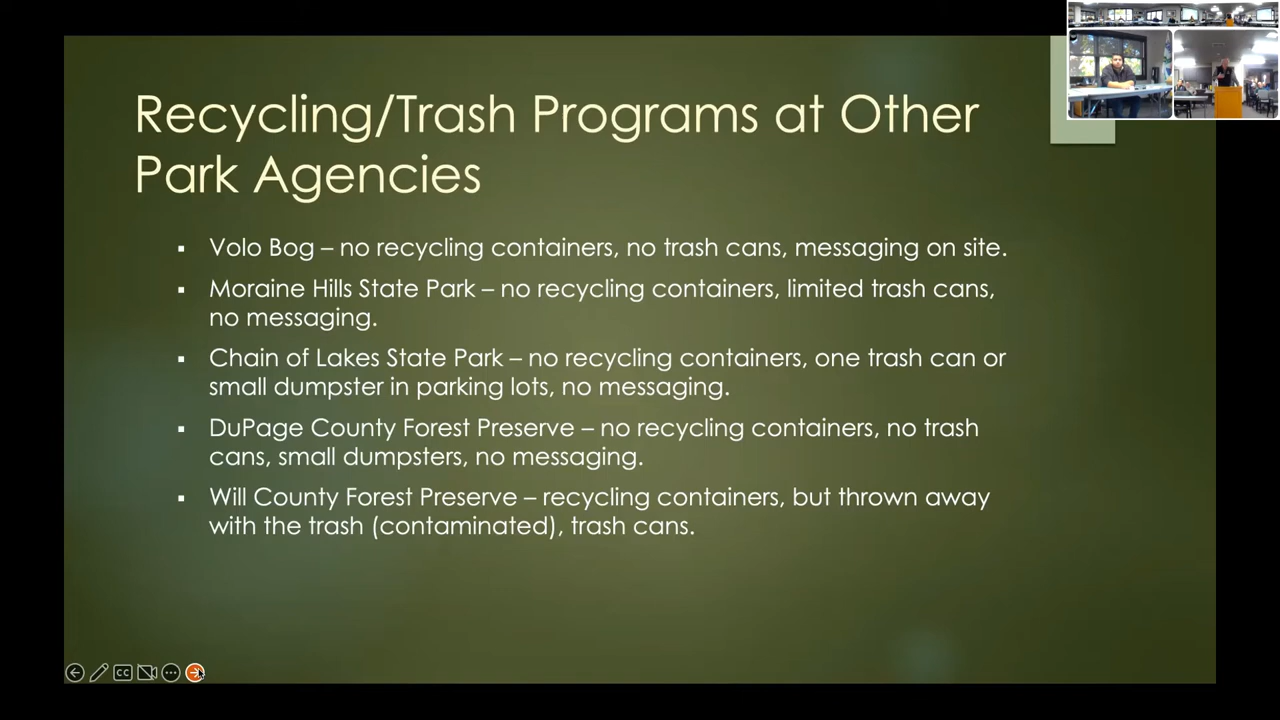 Recycling/Trash Programs at Other
Park Agencies
▪ Volo Bog – no recycling containers, no trash cans, messaging on site.
▪ Moraine Hills State Park – no recycling containers, limited trash cans,
no messaging.
▪ Chain of Lakes State Park – no recycling containers, one trash can or
small dumpster in parking lots, no messaging.
▪ DuPage County Forest Preserve – no recycling containers, no trash
cans, small dumpsters, no messaging.
▪ Will County Forest Preserve – recycling containers, but thrown away
with the trash (contaminated), trash cans.
CC